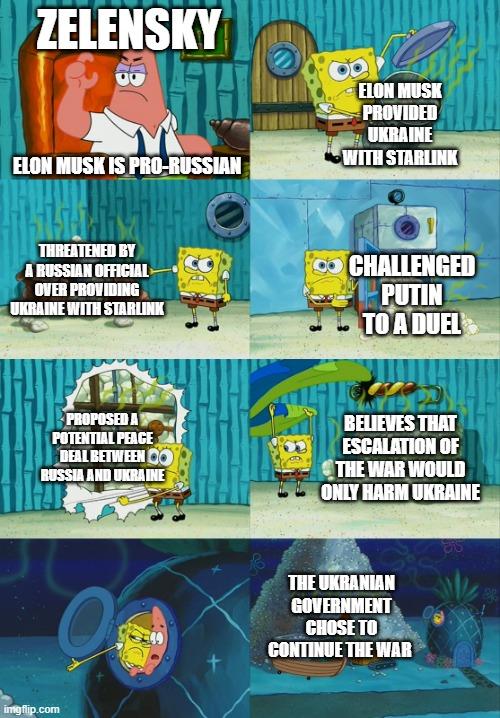 ZELENSKY
ELON MUSK IS PRO-RUSSIAN
ELON MUSK
PROVIDED
UKRAINE
WITH STARLINK
THREATENED BY
A RUSSIAN OFFICIAL
OVER PROVIDING
UKRAINE WITH STARLINK
CHALLENGED
PUTIN
TO A DUEL
PROPOSED A
POTENTIAL PEACE
DEAL BETWEEN
RUSSIA AND UKRAINE
BELIEVES THAT
ESCALATION OF
THE WAR WOULD
ONLY HARM UKRAINE
THE UKRANIAN
GOVERNMENT
CHOSE TO
CONTINUE THE WAR
imgflip.com